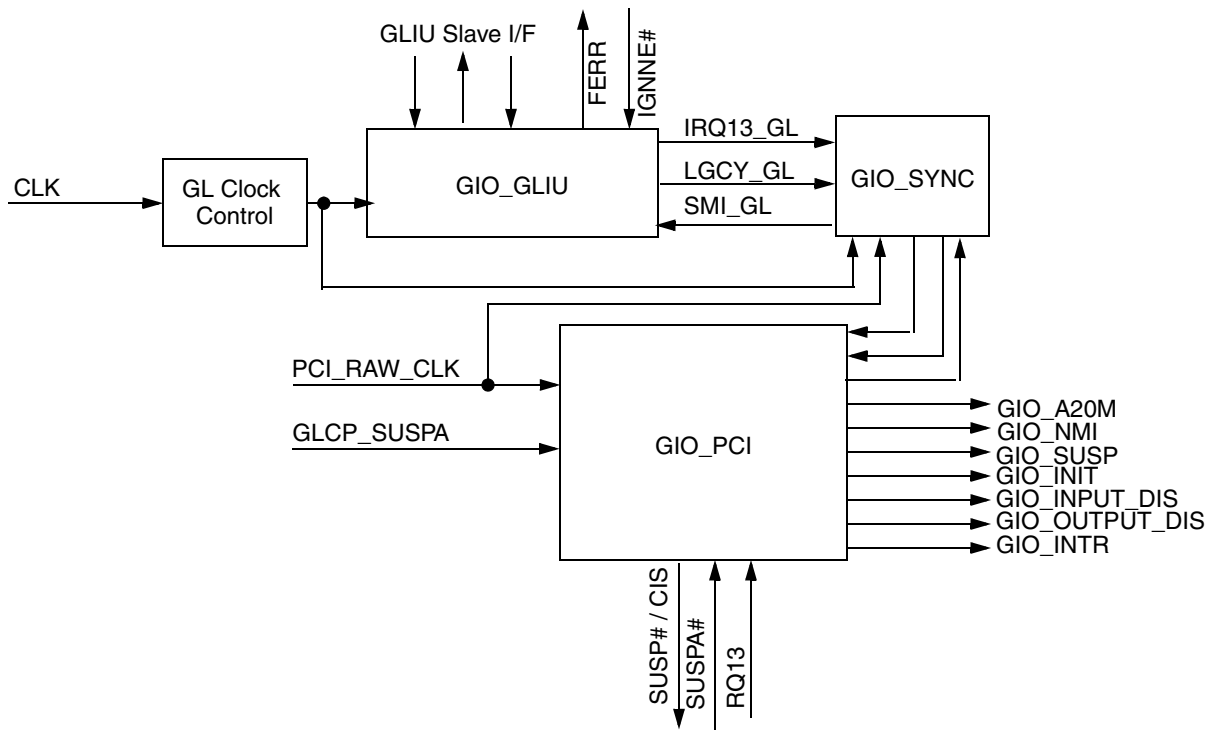 GLIU Slave I/F
FERR
IGNNE#
CLK
GL Clock
Control
GIO_GLIU
IRQ13_GL
LGCY_GL
SMI_GL
GIO_SYNC
PCI_RAW_CLK
GLCP_SUSPA
GIO_PCI
GIO_A20M
GIO_NMI
GIO_SUSP
GIO_INIT
GIO_INPUT_DIS
GIO_OUTPUT_DIS
GIO_INTR
SUSP# / CIS
SUSPA#
RQ13